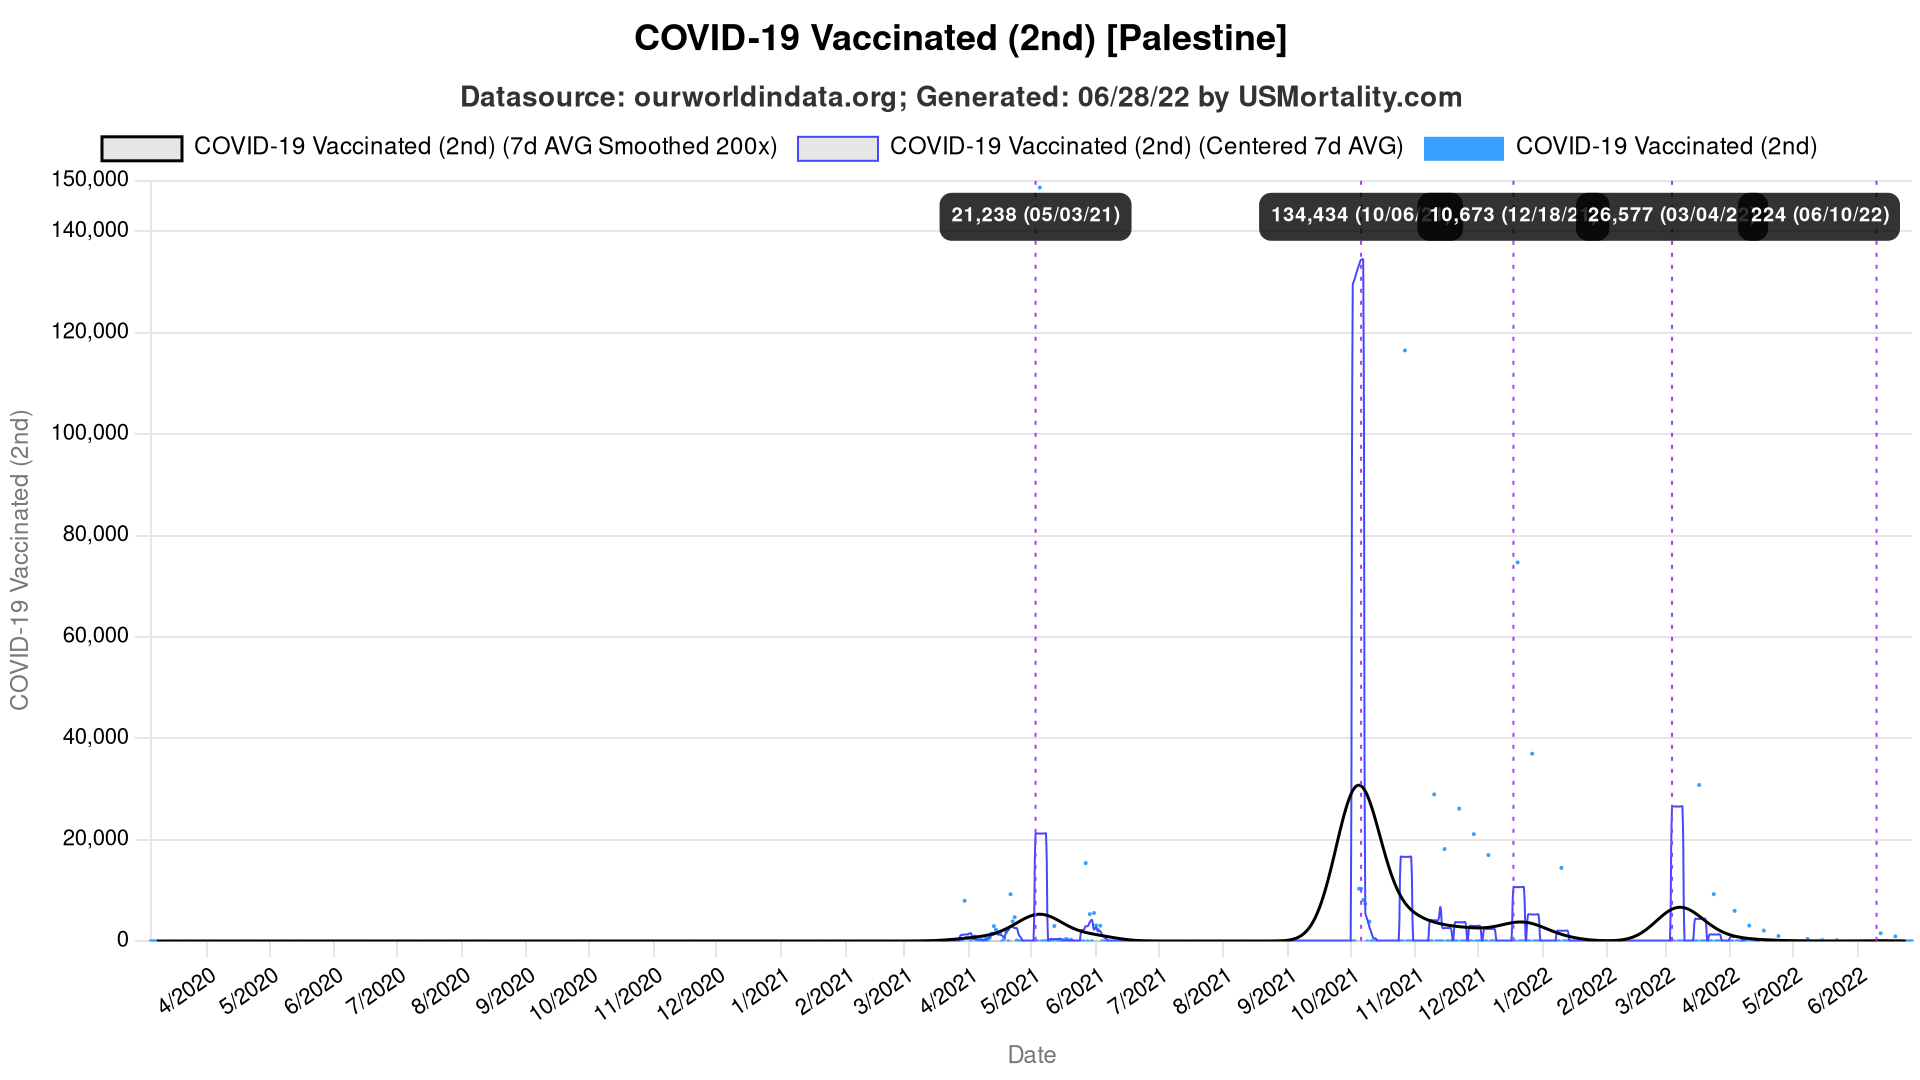 COVID-19 Vaccinated (2nd) [Palestine]
Datasource: ourworldindata.org; Generated: 06/28/22 by USMortality.com
COVID-19 Vaccinated (2nd) (7d AVG Smoothed 200x) COVID-19 Vaccinated (2nd) (Centered 7d AVG) COVID-19 Vaccinated (2nd)
150,000
21,238 (05/03/21) 134,434 (10/06/ 10,673 (12/18/2 26,577 (03/04/2 224 (06/10/22)
140,000
120,000
100,000
80,000
60,000
40,000
20,000
0
COVID-19 Vaccinated (2nd)
4/2020 5/2020 6/2020 7/2020 8/2020 9/2020 10/2020 11/2020 12/2020 1/2021 2/2021 3/2021 4/2021 5/2021 6/2021 7/2021 8/2021 9/2021 10/2021 11/2021 12/2021 1/2022 2/2022 3/2022 4/2022 5/2022 6/2022
Date